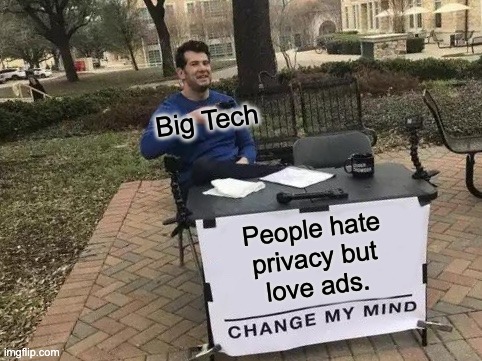 Big Tech
People hate
privacy but
love ads.
CHANGE MY MIND
imgflip.com